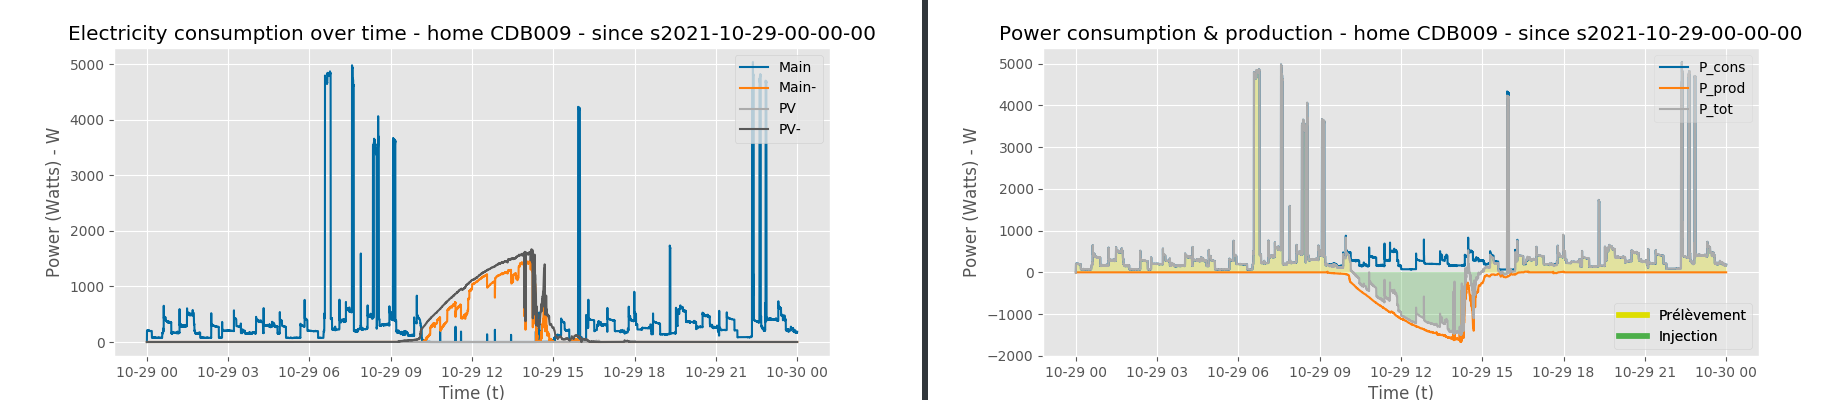 Electricity consumption over time - home CDB009 - since s2021-10-29-00-00-00
5000
4000
3000
2000
1000
0
Power (Watts) - W
Main
Main-
PV
PV-
10-29 00 10-29 03 10-29 06 10-29 09 10-29 12 10-29 15 10-29 18 10-29 21 10-30 00
Time (t)
Power consumption & production - home CDB009 - since s2021-10-29-00-00-00
5000
4000
3000
2000
1000
0
−1000
−2000
Power (Watts) - W
P_cons
P_prod
P_tot
Prélèvement
Injection
10-29 00 10-29 03 10-29 06 10-29 09 10-29 12 10-29 15 10-29 18 10-29 21 10-30 00
Time (t)